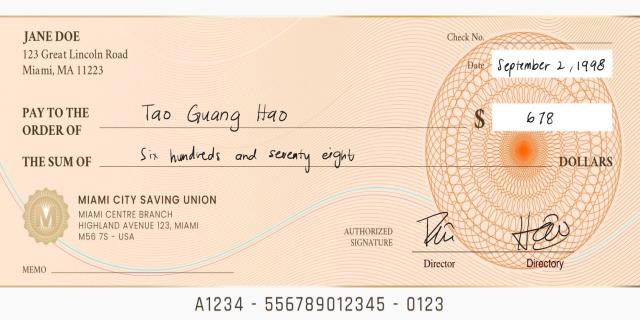 JANE DOE
123 Great Lincoln Road
Miami, MA 11223
Check No.
Date September 2, 1998
PAY TO THE
ORDER OF Tao Guang Hao $ 678
THE SUM OF Six hundreds and seventy eight DOLLARS
MIAMI CITY SAVING UNION
MIAMI CENTRE BRANCH
HIGHLAND AVENUE 123, MIAMI
M56 7S - USA
AUTHORIZED
SIGNATURE
MEMO
Director Directory
A1234 - 556789012345 - 0123